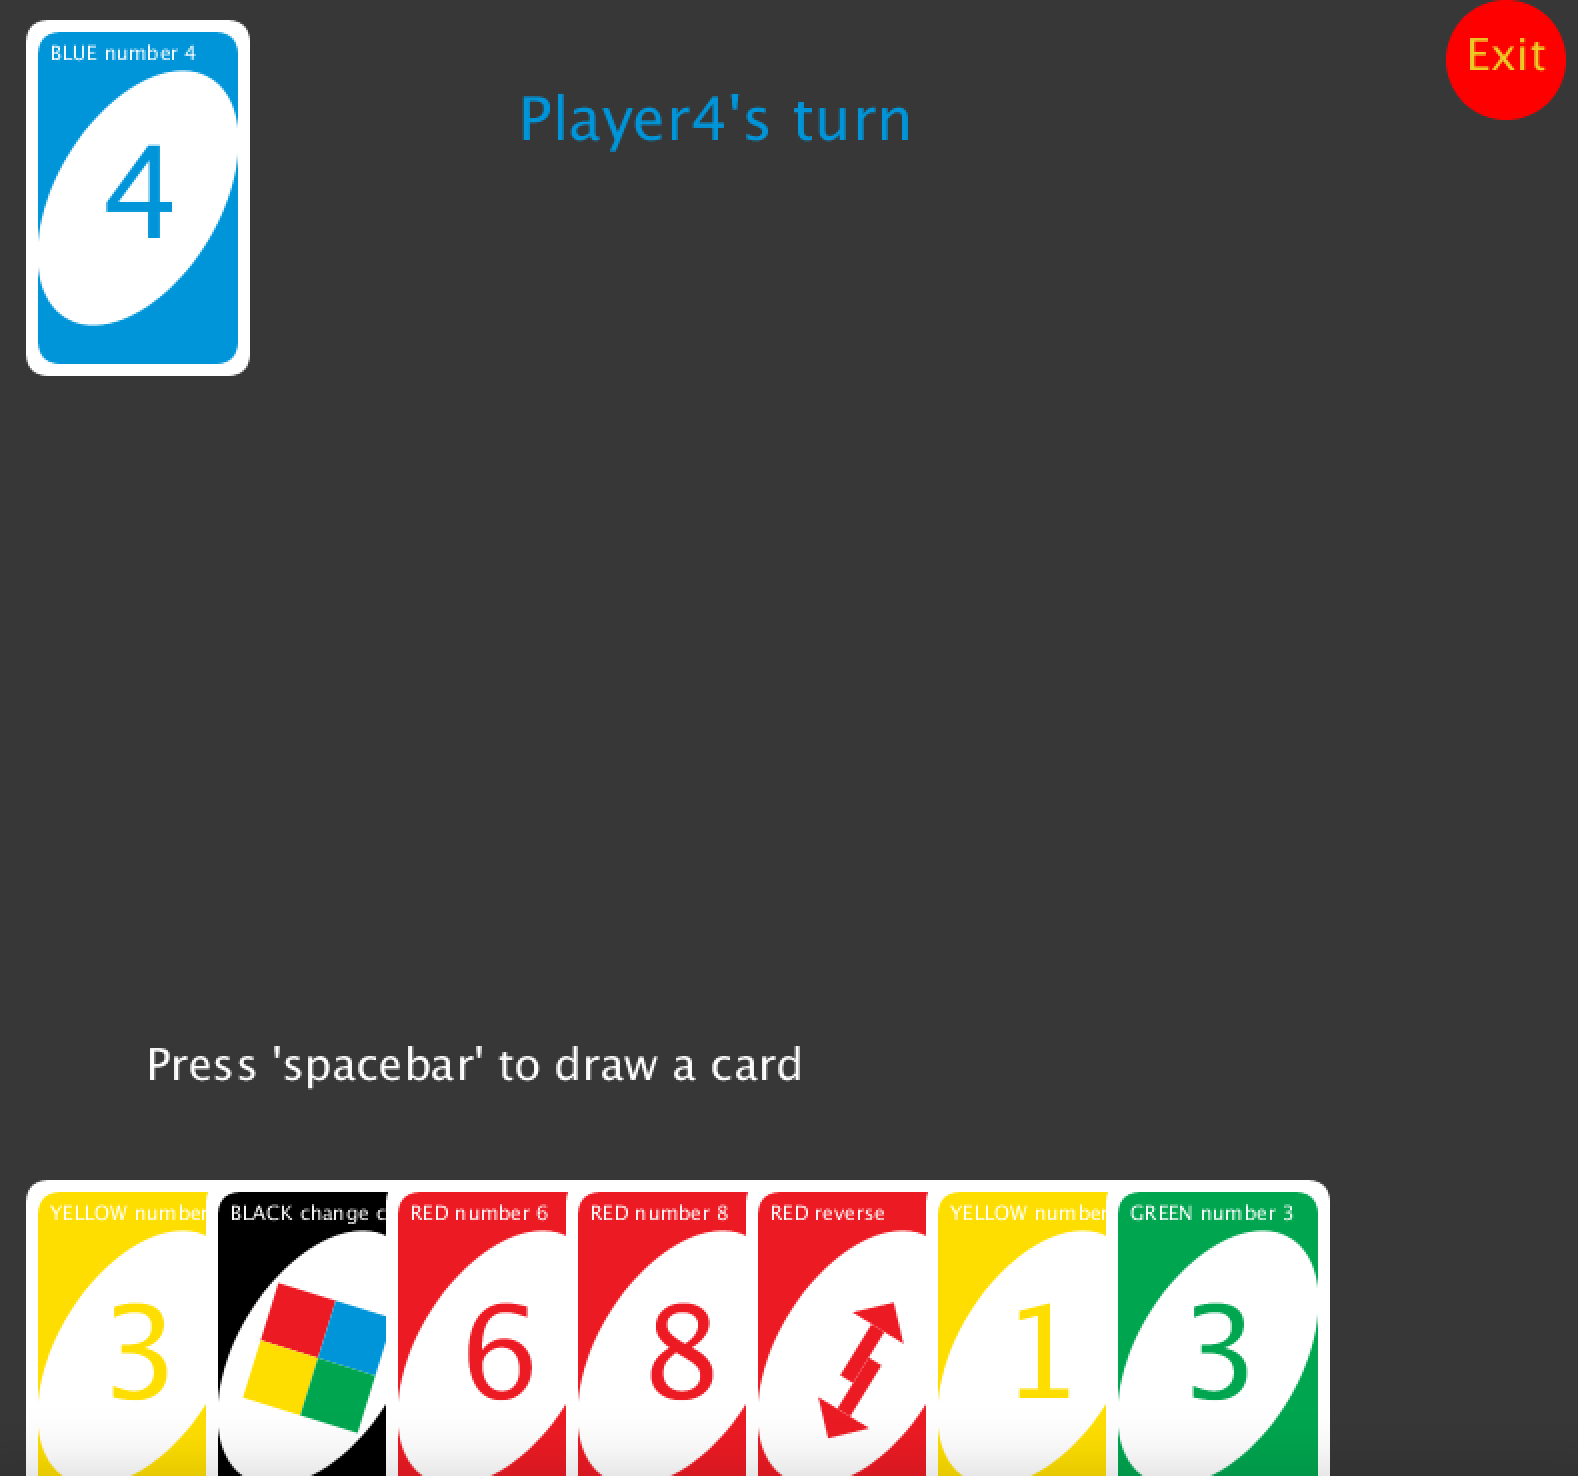 BLUE number 4
4
Player4's turn
Exit
Press 'spacebar' to draw a card
YELLOW number
3
BLACK change c
RED number 6
6
RED number 8
8
RED reverse
YELLOW number
1
GREEN number 3
3